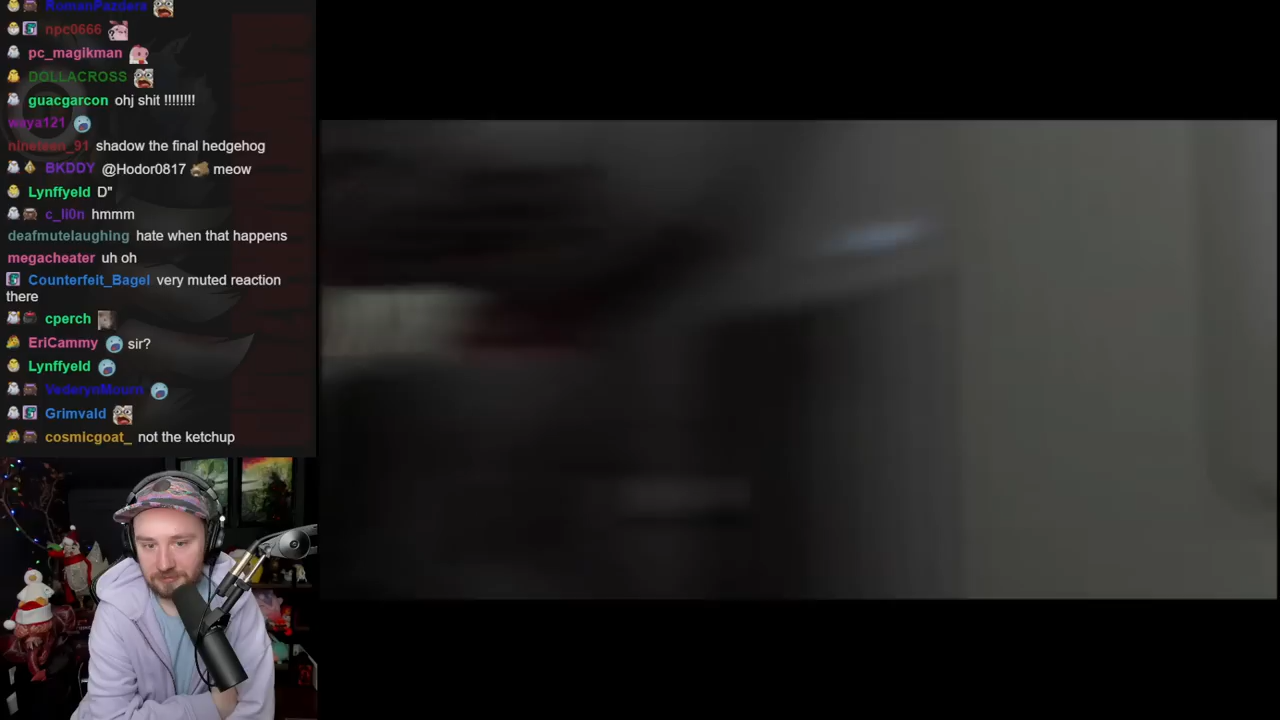 RomanPazders
npc0666
pc_magikman
DOLLACROSS
guacgarcon ohj shit !!!!!!!!
waya121
nineteen_91 shadow the final hedgehog
BKDDY @Hodor0817 meow
Lynffyeld D"
c_li0n hmmm
deafmutelaughing hate when that happens
megacheater uh oh
Counterfeit_Bagel very muted reaction
there
cperch
EriCammy sir?
Lynffyeld
VederynMourn
Grimvald
cosmicgoat_ not the ketchup